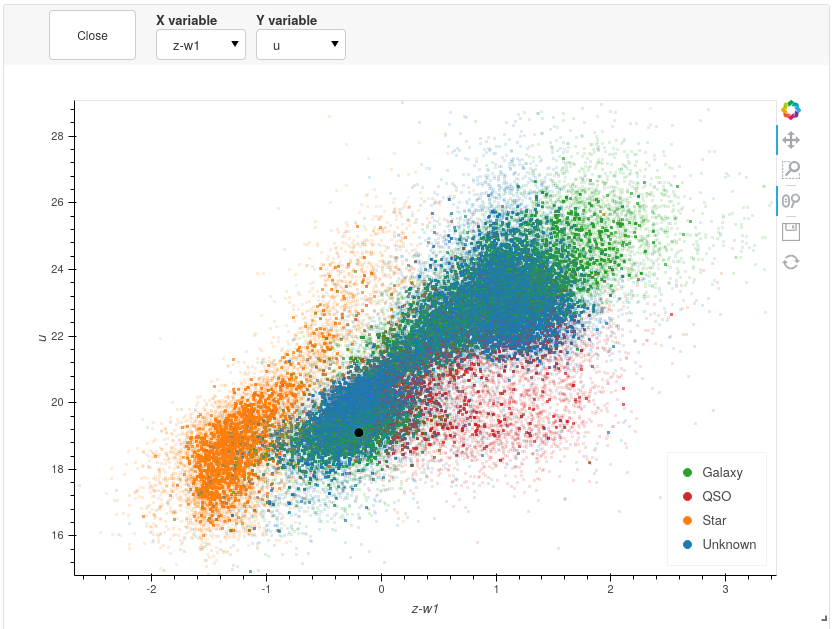 Close
X variable
Y variable
z-w1
u
28
26
24
22
20
18
16
u
-2
-1
0
1
2
3
z-w1
Galaxy
QSO
Star
Unknown